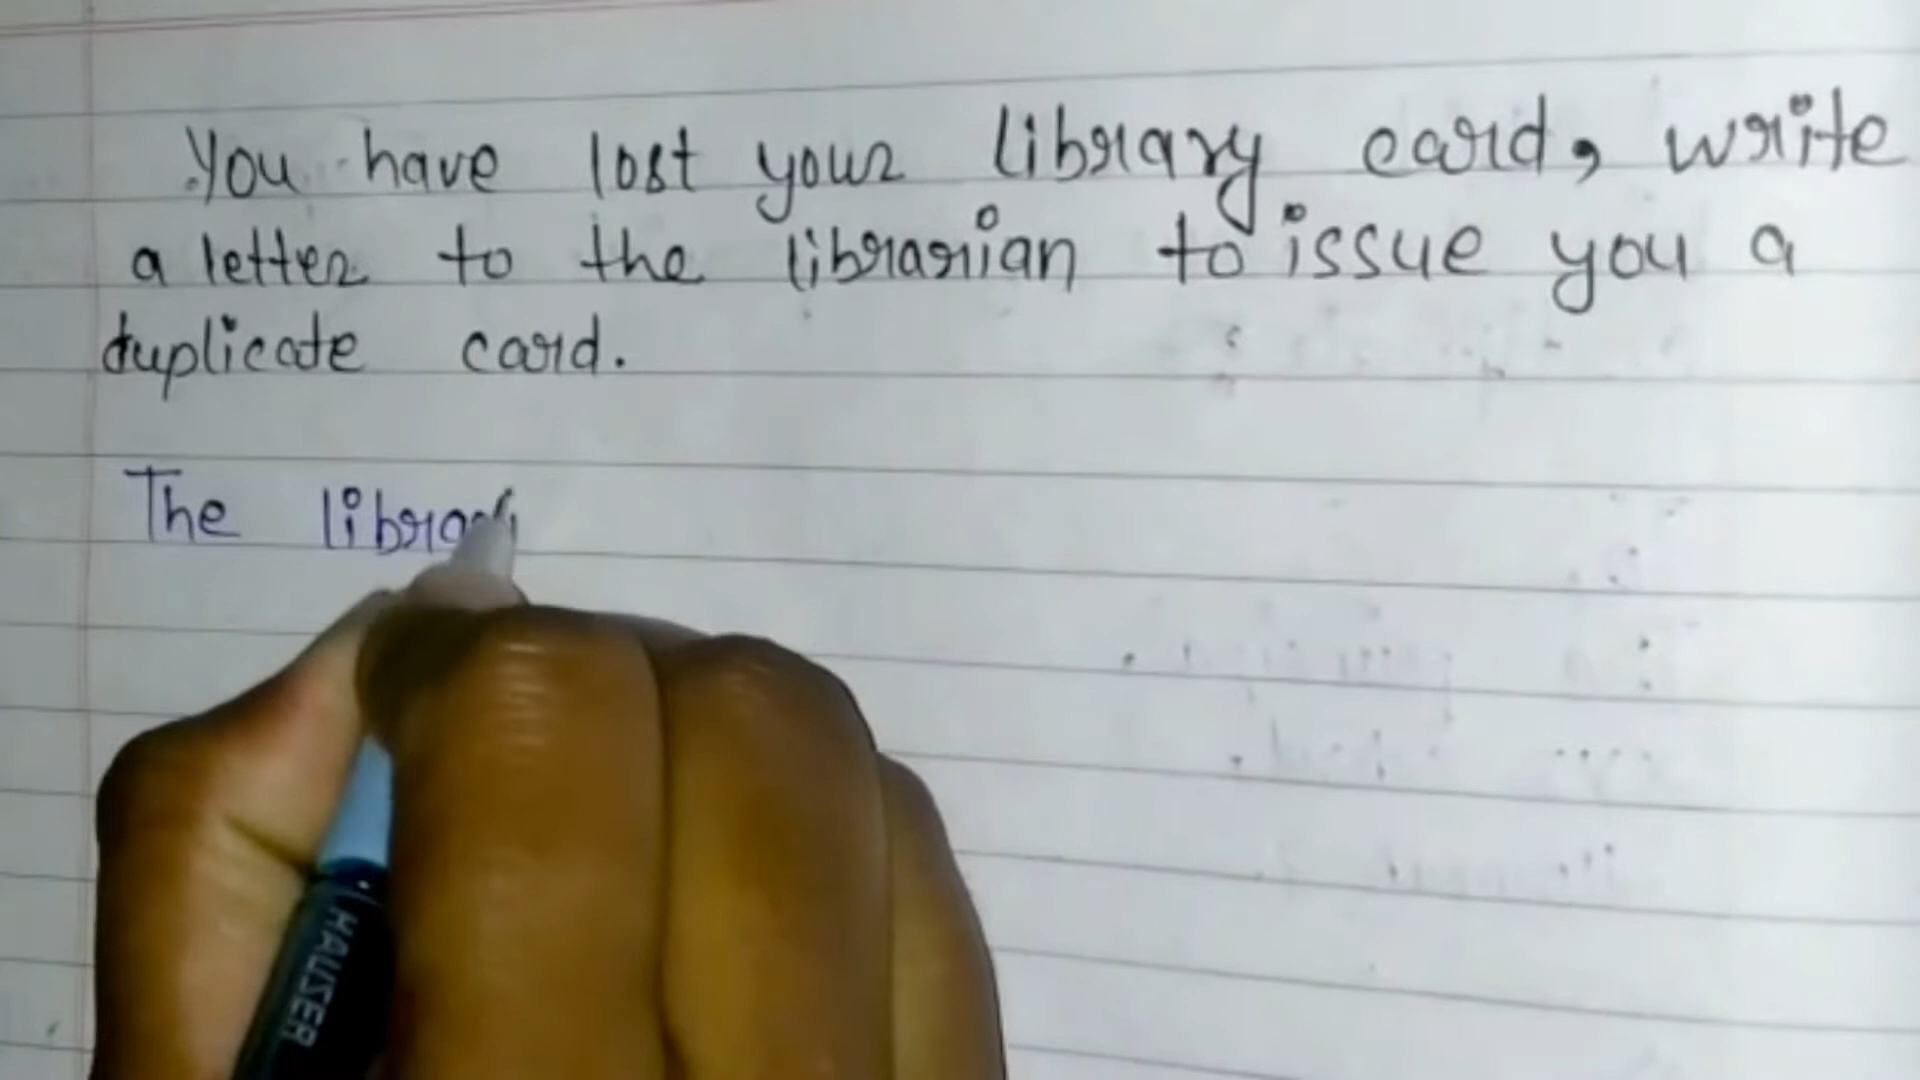 You have lost your library card, write
a letter to the librarian to issue you a
duplicate card.
The
HAUSER